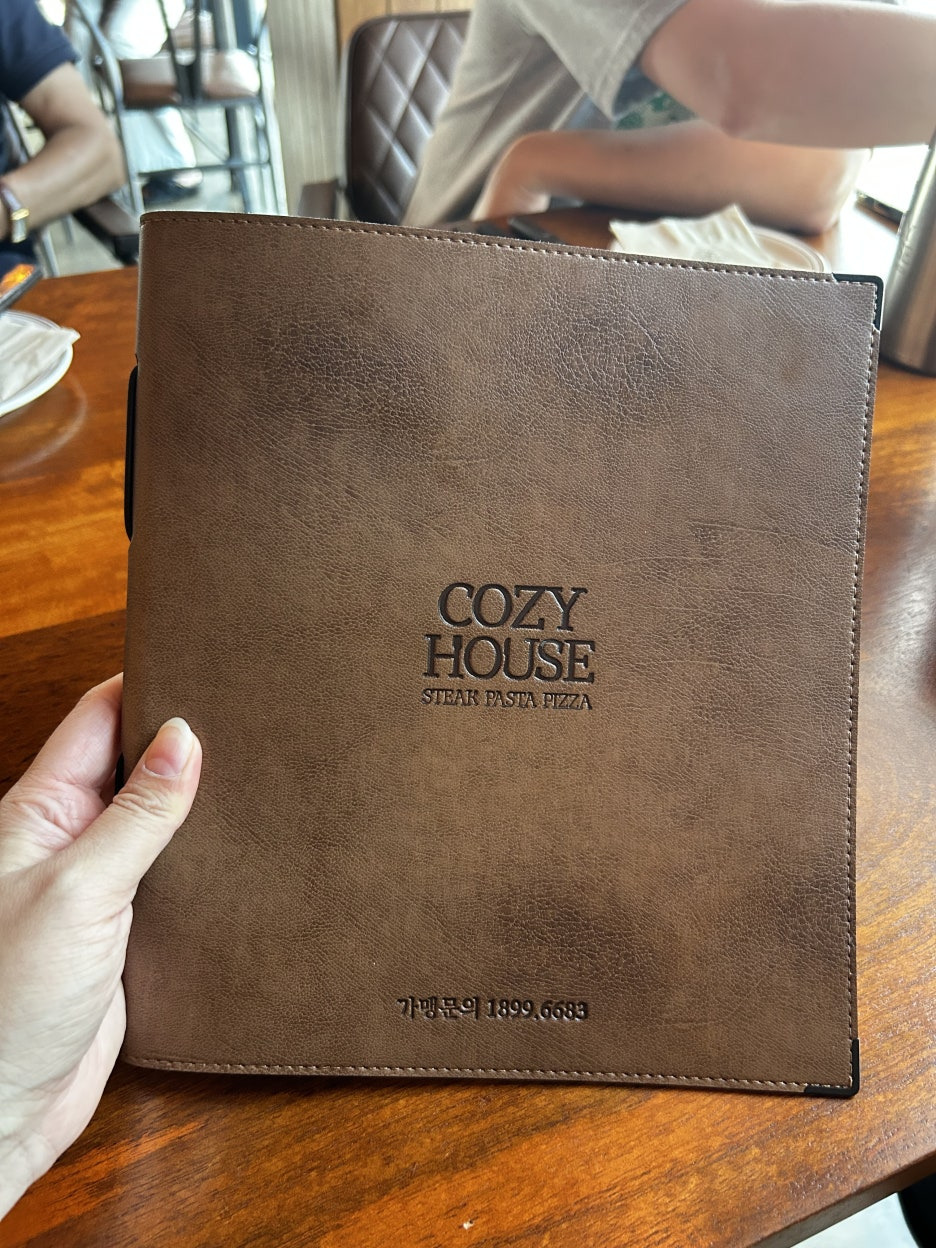 COZY
HOUSE
STEAK PASTA PIZZA
가맹문의 1899.6683